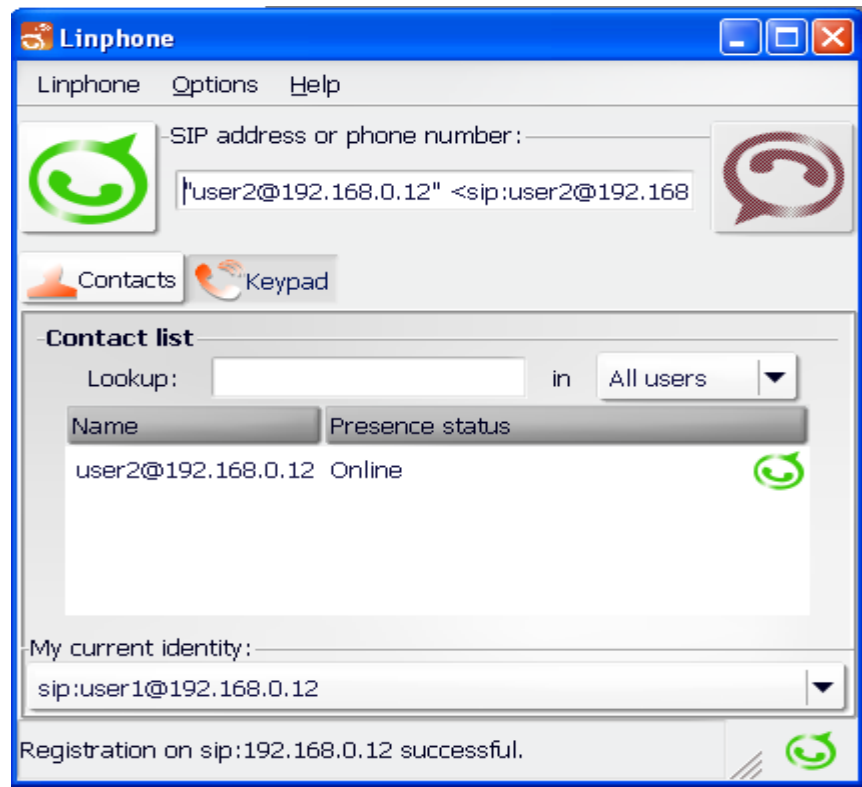 Linphone
Linphone Options Help
SIP address or phone number:
"user2@192.168.0.12" <sip:user2@192.168
Contacts Keypad
Contact list
Lookup: in All users
Name Presence status
user2@192.168.0.12 Online
My current identity:
sip:user1@192.168.0.12
Registration on sip:192.168.0.12 successful.